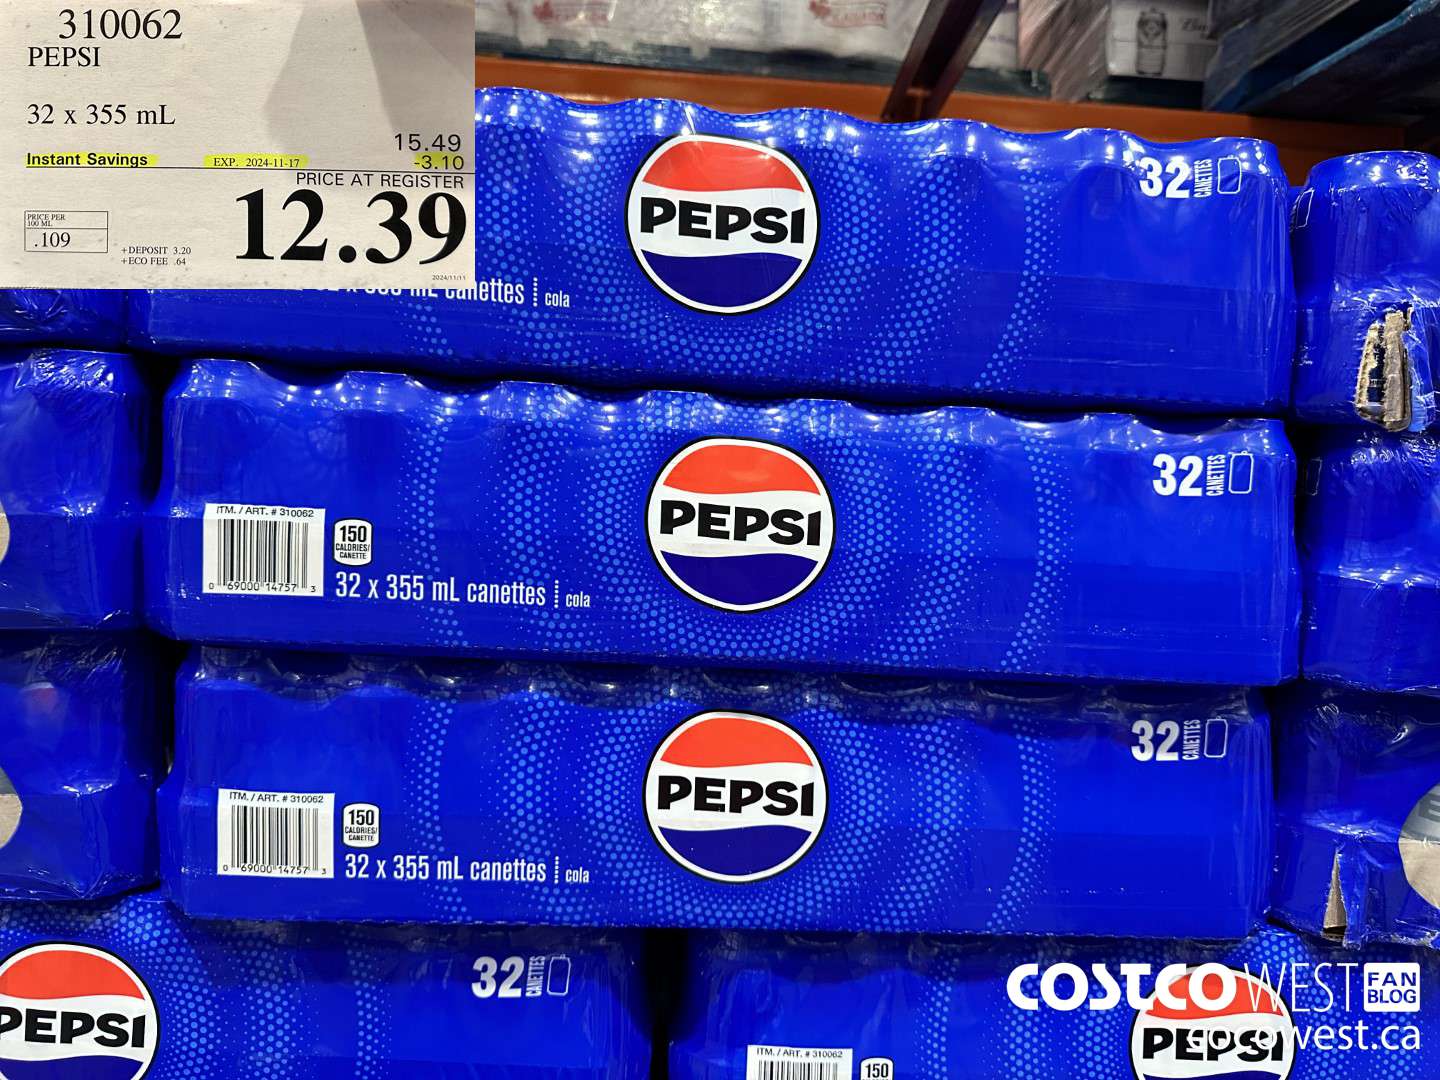 310062
PEPSI
32 x 355 mL
15.49
Instant Savings EXP. 2024-11-17 -3.10
PRICE AT REGISTER
12.39
PRICE PER
100 ML
.109
+DEPOSIT 3.20
+ECO FEE .64
2024/11/11
CANADA
PEPSI
32 CANETTES
mL canettes cola
PEPSI
32 CANETTES
ITM. / ART. # 310062
0 69000 14757 3
150
CALORIES/
CANETTE
32 x 355 mL canettes cola
PEPSI
32 CANETTES
ITM. / ART. # 310062
0 69000 14757 3
150
CALORIES/
CANETTE
32 x 355 mL canettes cola
PEPSI
32 CANETTES
PEPSI
ITM. / ART. # 310062
150
COSTCO WEST FAN
BLOG
cocowest.ca